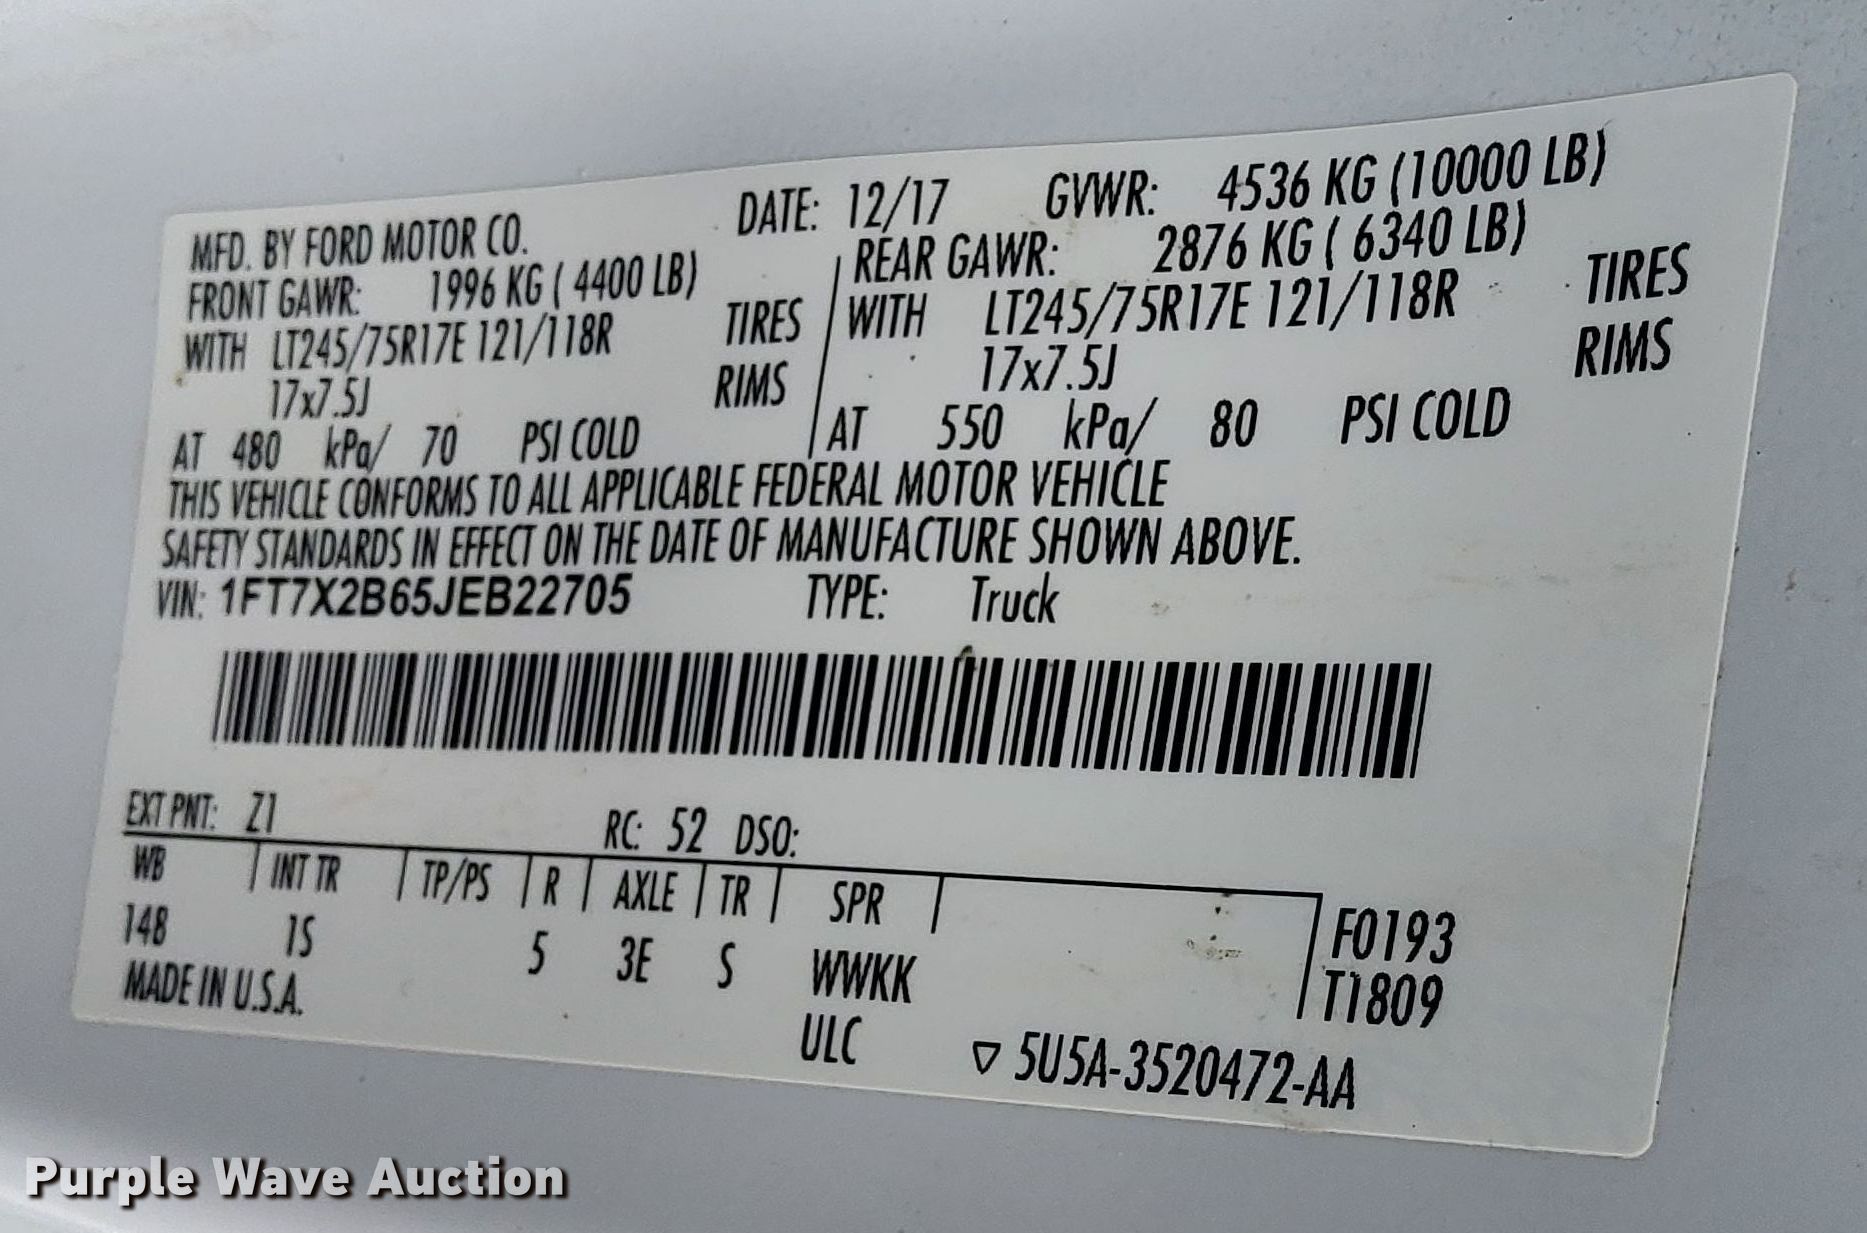 MFD. BY FORD MOTOR CO. DATE: 12/17 GVWR: 4536 KG (10000 LB)
FRONT GAWR: 1996 KG ( 4400 LB) REAR GAWR: 2876 KG ( 6340 LB)
WITH LT245/75R17E 121/118R TIRES WITH LT245/75R17E 121/118R TIRES
17x7.5J RIMS 17x7.5J RIMS
AT 480 kPa/ 70 PSI COLD AT 550 kPa/ 80 PSI COLD
THIS VEHICLE CONFORMS TO ALL APPLICABLE FEDERAL MOTOR VEHICLE
SAFETY STANDARDS IN EFFECT ON THE DATE OF MANUFACTURE SHOWN ABOVE.
VIN: 1FT7X2B65JEB22705 TYPE: Truck
EXT PNT: Z1 RC: 52 DSO:
WB INT TR TP/PS R AXLE TR SPR
148 1S 5 3E S WWKK F0193
MADE IN U.S.A. T1809
ULC ▽ 5U5A-3520472-AA
Purple Wave Auction